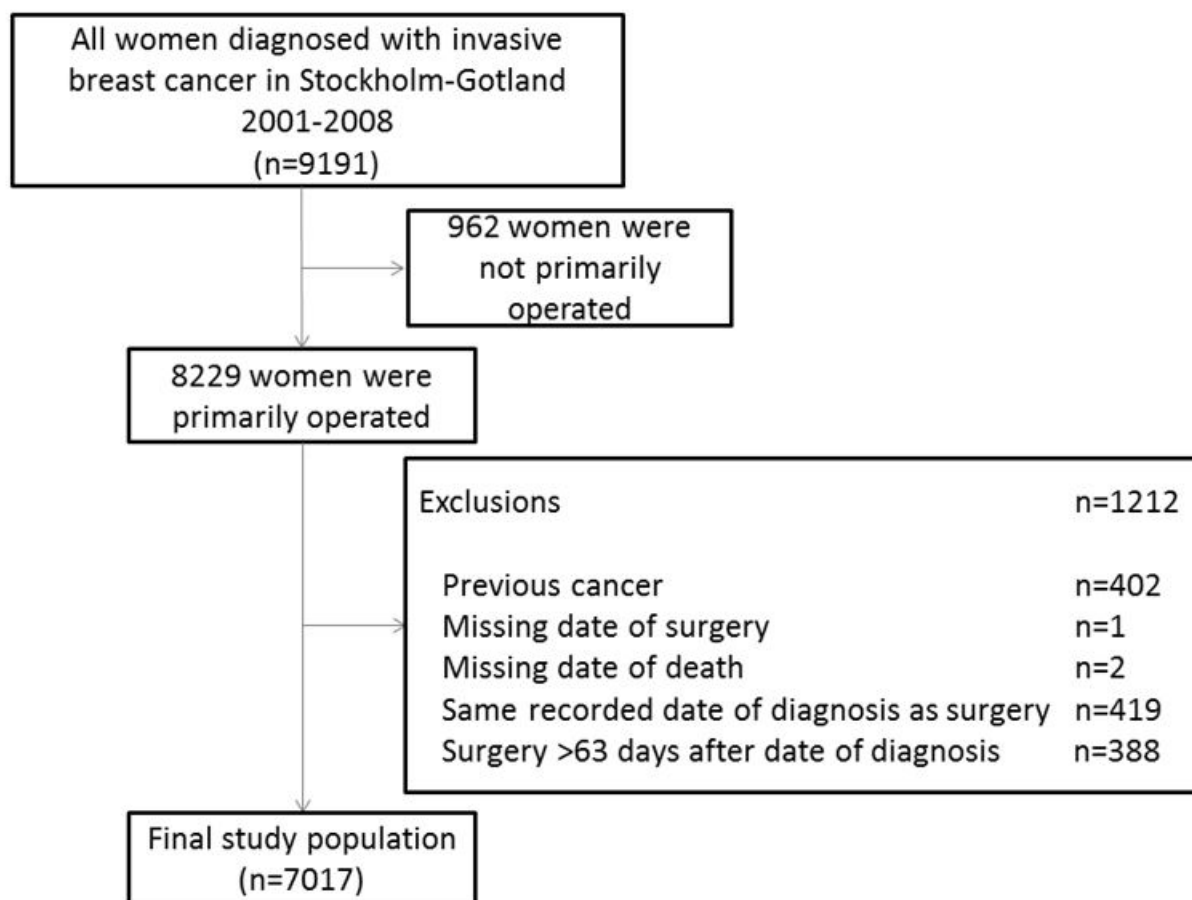 All women diagnosed with invasive
breast cancer in Stockholm-Gotland
2001-2008
(n=9191)
962 women were
not primarily
operated
8229 women were
primarily operated
Exclusions n=1212
Previous cancer n=402
Missing date of surgery n=1
Missing date of death n=2
Same recorded date of diagnosis as surgery n=419
Surgery >63 days after date of diagnosis n=388
Final study population
(n=7017)